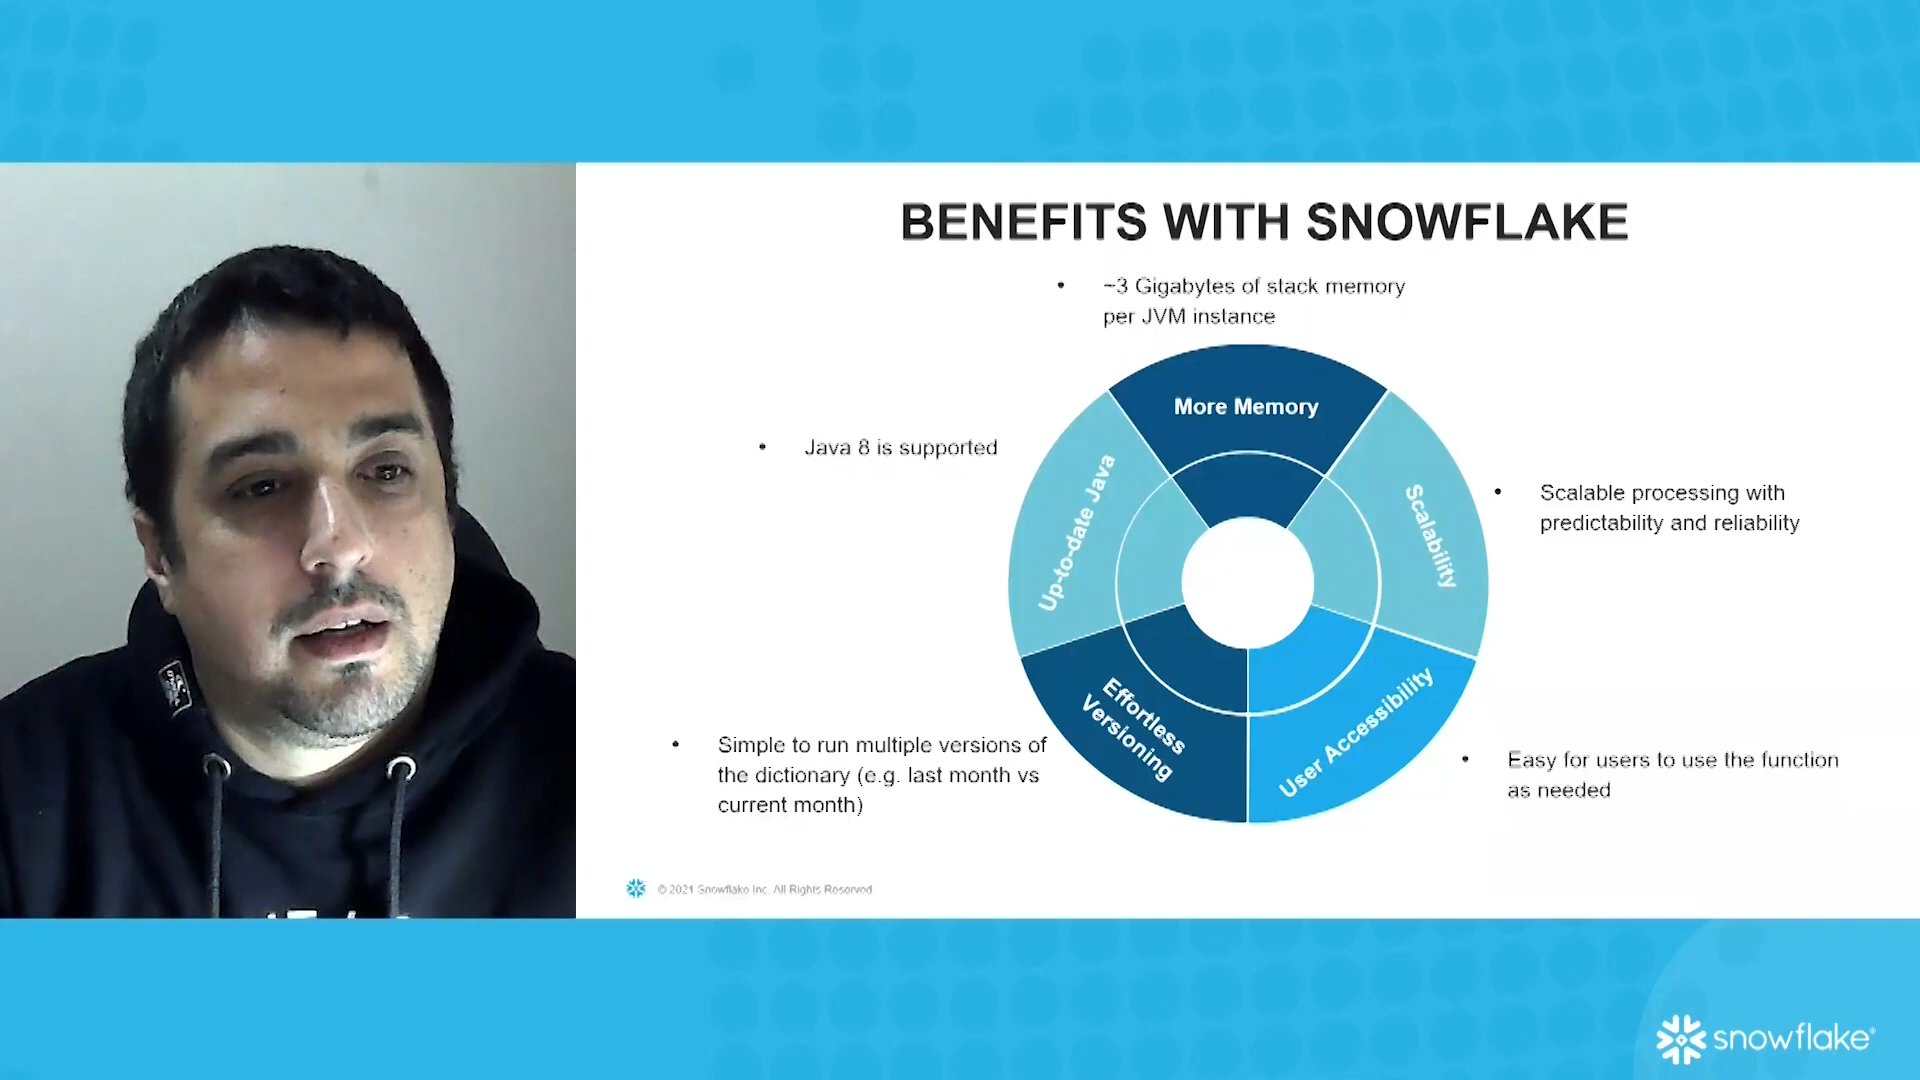 BENEFITS WITH SNOWFLAKE
• ~3 Gigabytes of stack memory
per JVM instance
More Memory
• Java 8 is supported
Up-to-date Java
Scalability
• Scalable processing with
predictability and reliability
Effortless
Versioning
User Accessibility
• Simple to run multiple versions of
the dictionary (e.g. last month vs
current month)
• Easy for users to use the function
as needed
© 2021 Snowflake Inc. All Rights Reserved
snowflake®